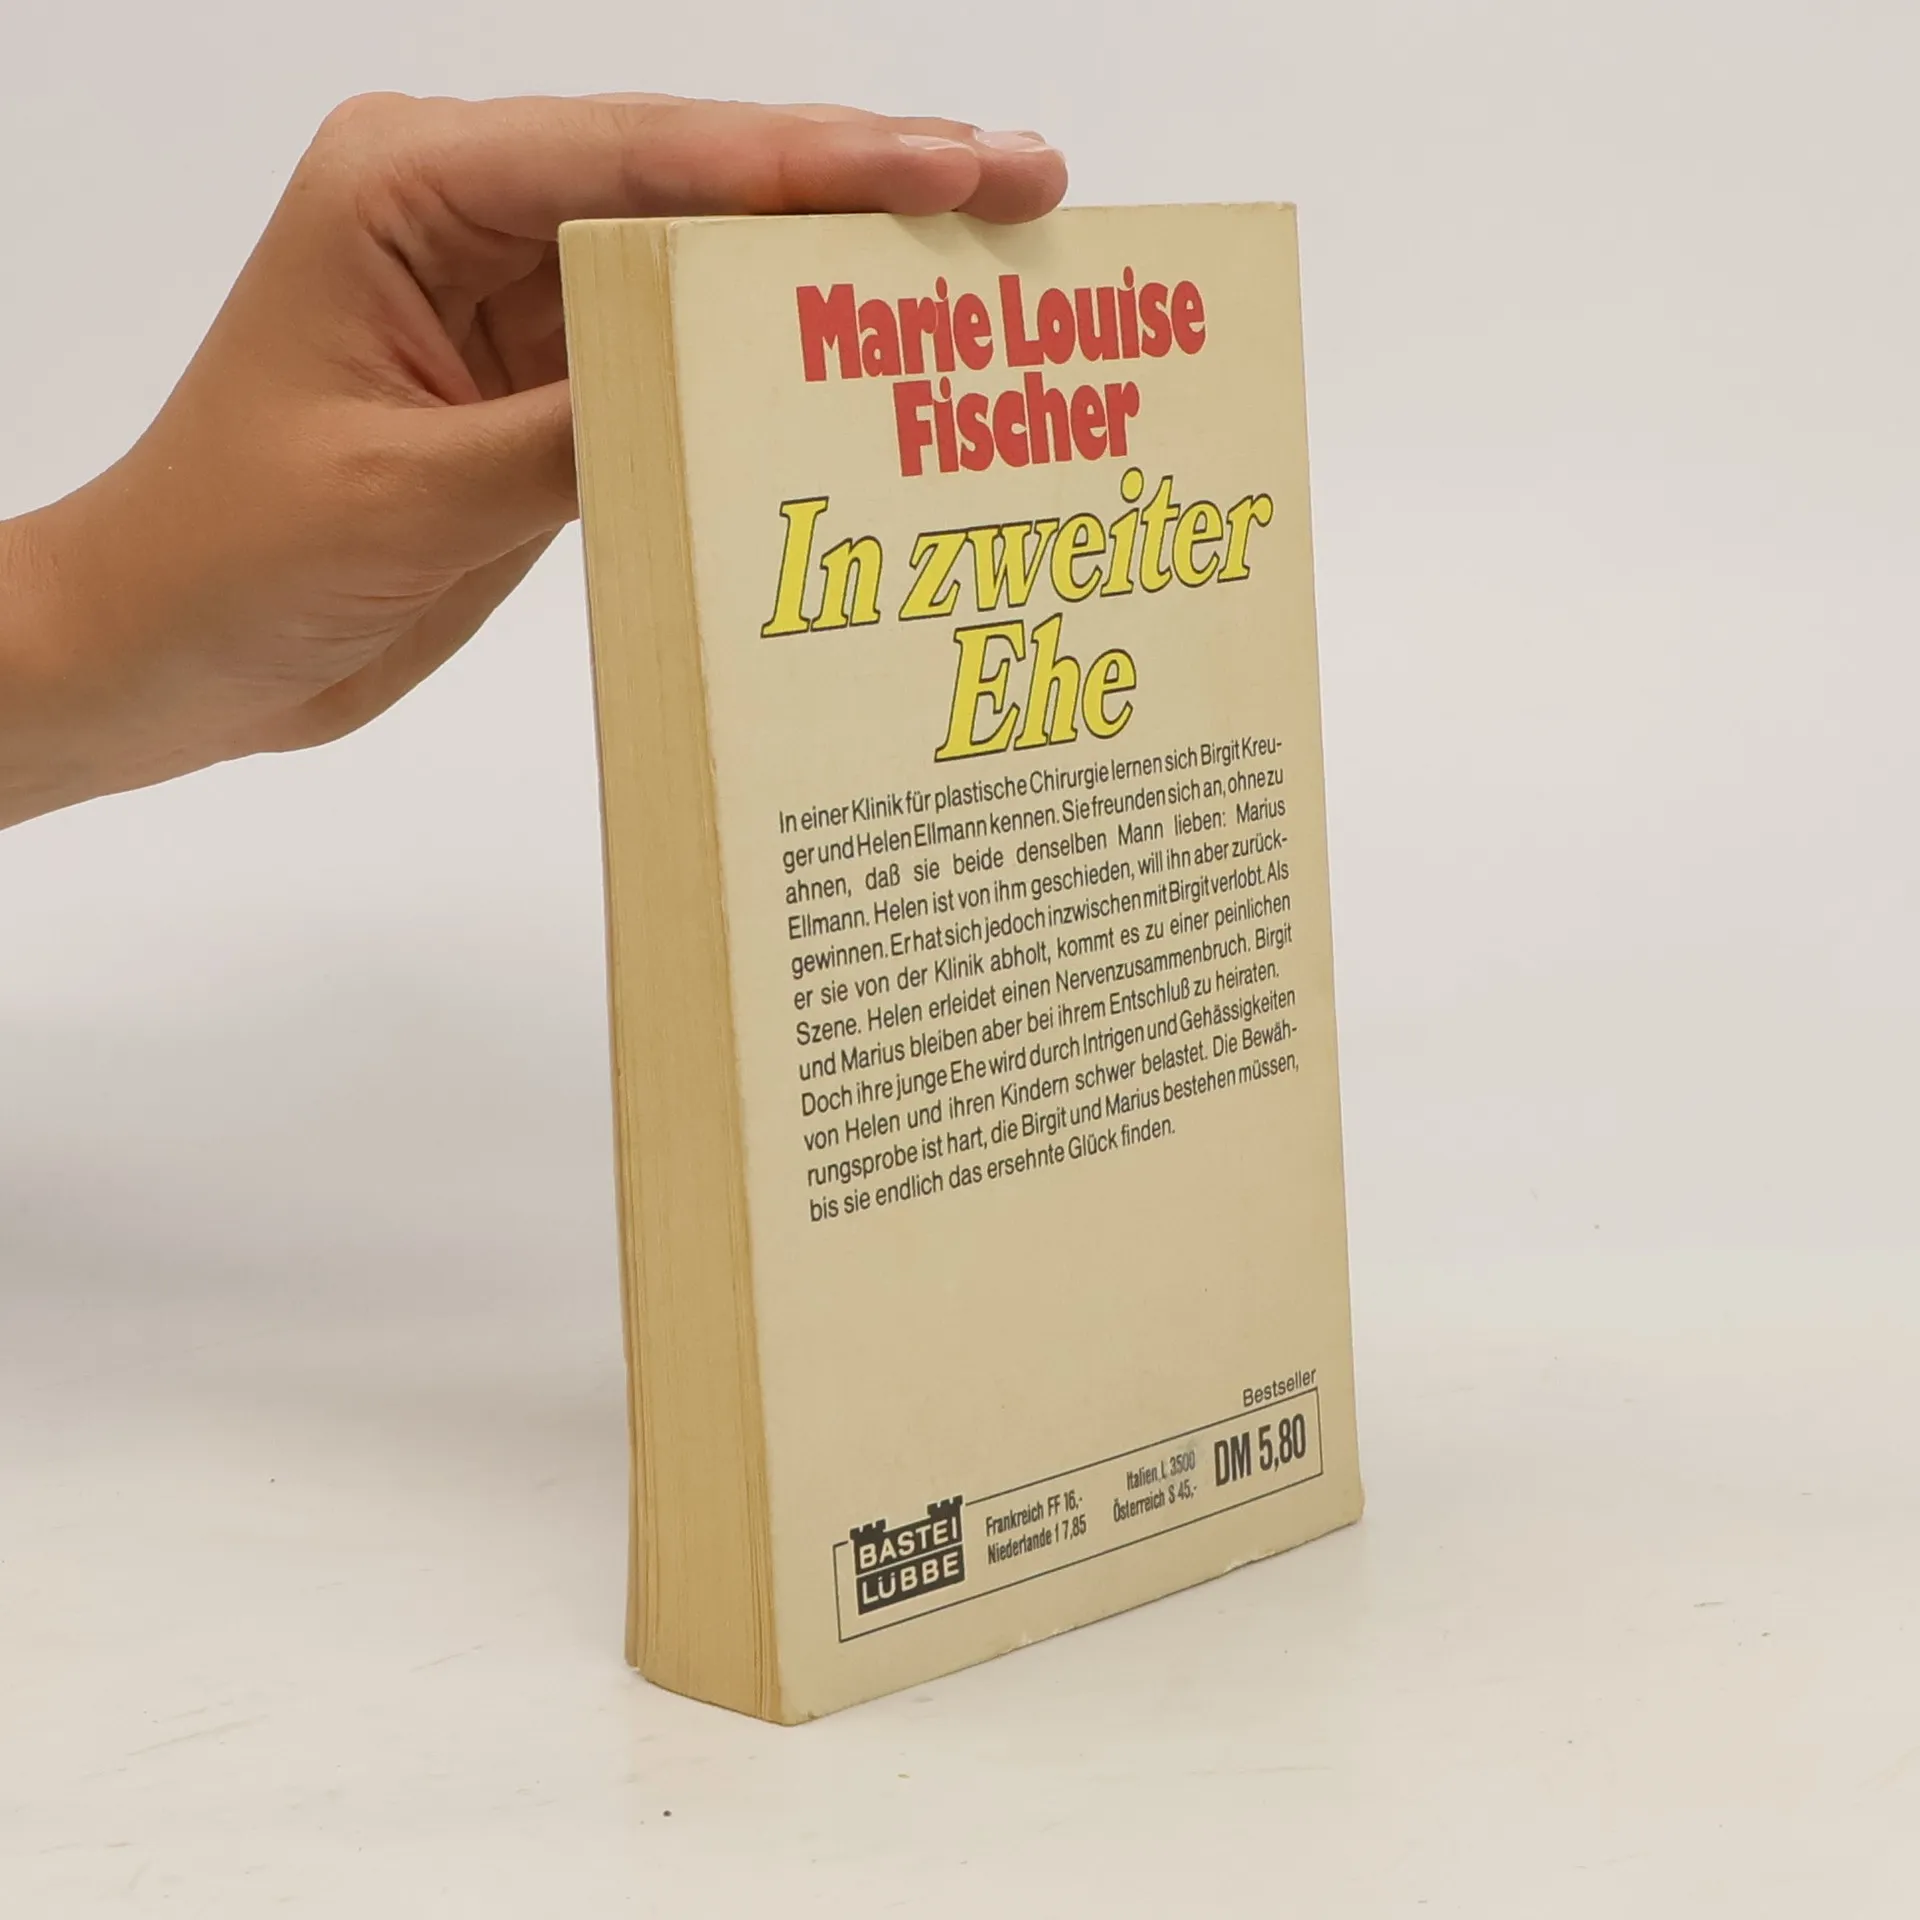 Marie Louise
Fischer
In zweiter
Ehe
In einer Klinik für plastische Chirurgie lernen sich Birgit Kreu-
ger und Helen Ellmann kennen. Sie freunden sich an, ohne zu
ahnen, daß sie beide denselben Mann lieben: Marius
Ellmann. Helen ist von ihm geschieden, will ihn aber zurück-
gewinnen. Er hat sich jedoch inzwischen mit Birgit verlobt. Als
er sie von der Klinik abholt, kommt es zu einer peinlichen
Szene. Helen erleidet einen Nervenzusammenbruch. Birgit
und Marius bleiben aber bei ihrem Entschluß zu heiraten.
Doch ihre junge Ehe wird durch Intrigen und Gehässigkeiten
von Helen und ihren Kindern schwer belastet. Die Bewäh-
rungsprobe ist hart, die Birgit und Marius bestehen müssen,
bis sie endlich das ersehnte Glück finden.
Bestseller
BASTEI
LÜBBE
Frankreich FF 16,-
Niederlande f 7,85
Italien L 3500
Österreich S 45,-
DM 5,80